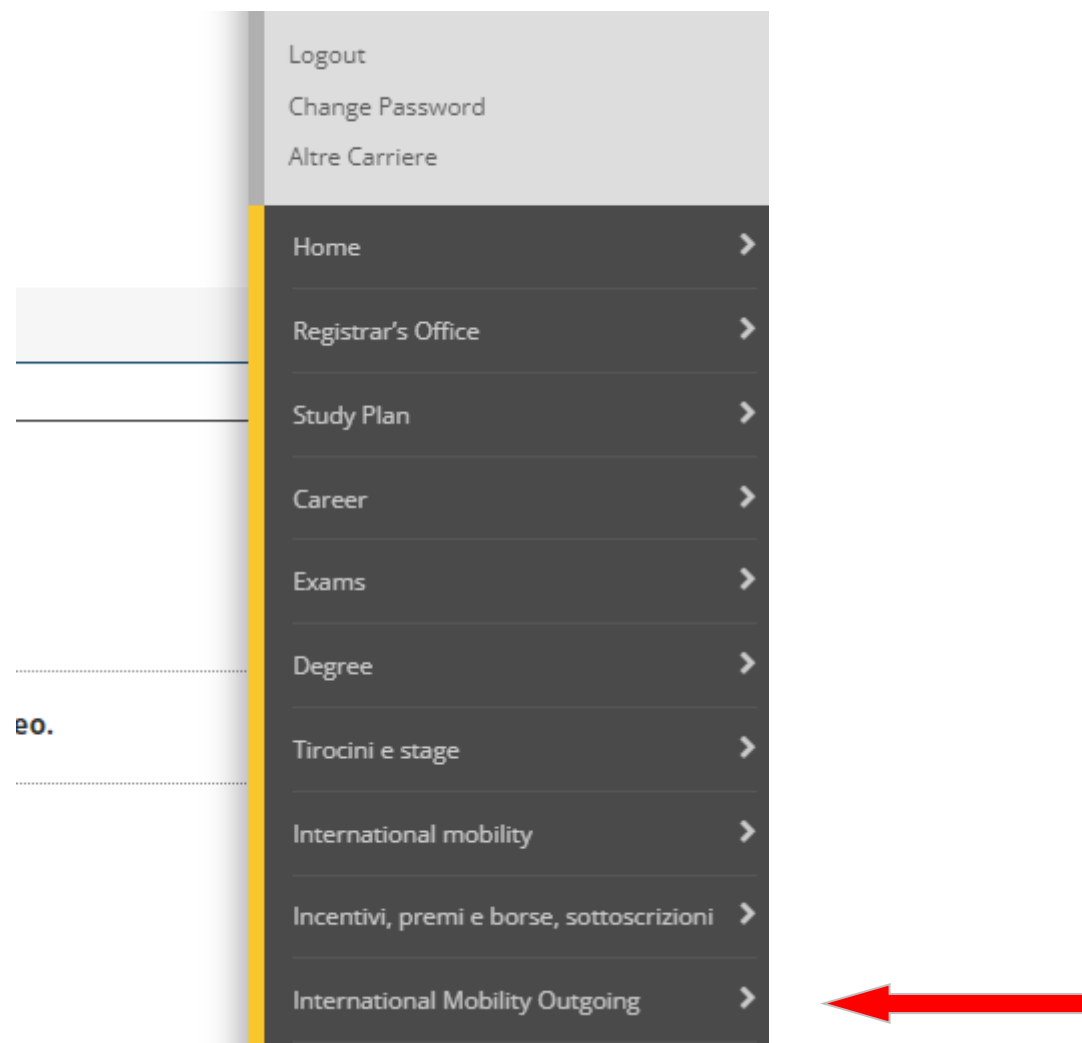 Logout
Change Password
Altre Carriere
Home
Registrar's Office
Study Plan
Career
Exams
Degree
eo.
Tirocini e stage
International mobility
Incentivi, premi e borse, sottoscrizioni
International Mobility Outgoing